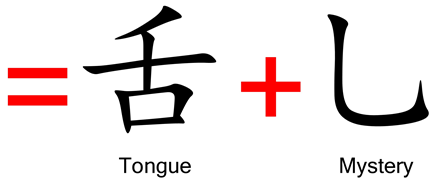 = 舌 + 乚
Tongue Mystery